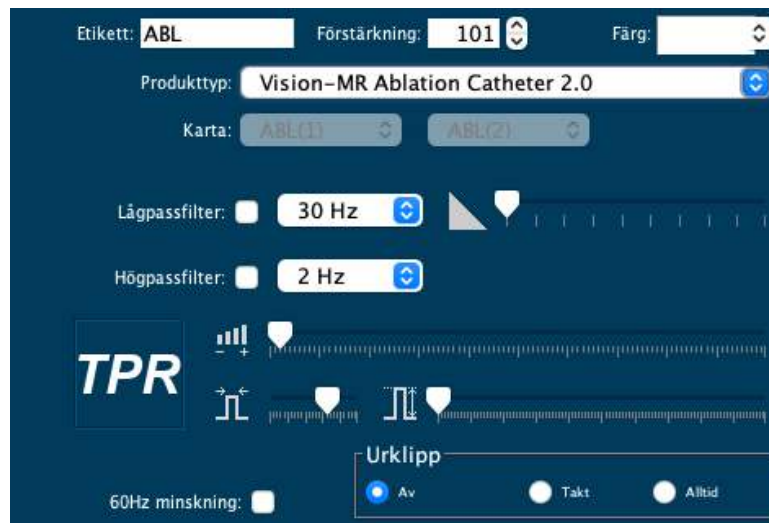 Etikett: ABL Förstärkning: 101 Färg:
Produkttyp: Vision-MR Ablation Catheter 2.0
Karta: ABL(1) ABL(2)
Lågpassfilter: 30 Hz
Högpassfilter: 2 Hz
TPR
- +
Urklipp
60Hz minskning: Av Takt Alltid